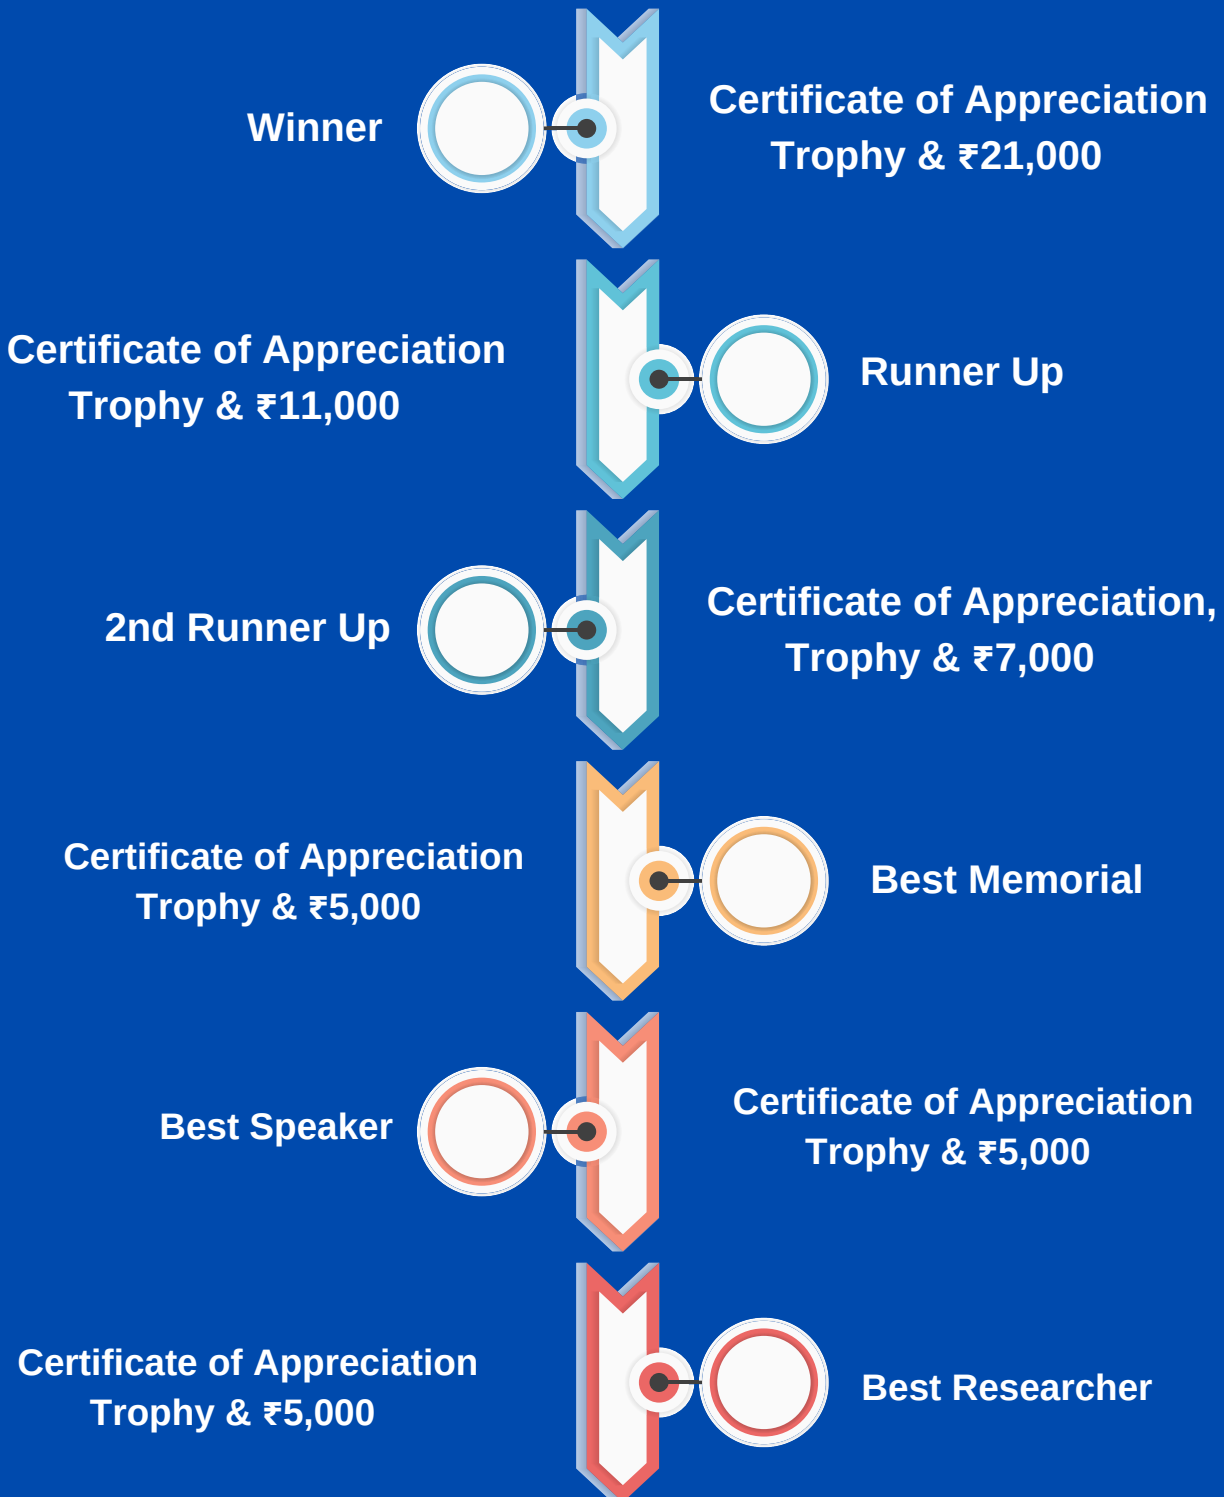 Winner
Certificate of Appreciation
Trophy & ₹21,000
Certificate of Appreciation
Trophy & ₹11,000
Runner Up
2nd Runner Up
Certificate of Appreciation,
Trophy & ₹7,000
Certificate of Appreciation
Trophy & ₹5,000
Best Memorial
Best Speaker
Certificate of Appreciation
Trophy & ₹5,000
Certificate of Appreciation
Trophy & ₹5,000
Best Researcher